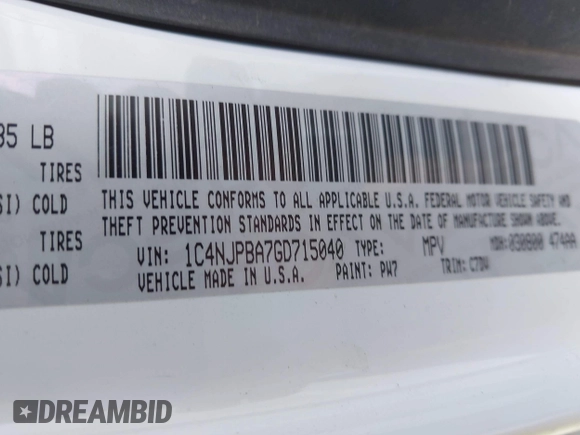 35 LB
TIRES
SI) COLD
TIRES
SI) COLD
THIS VEHICLE CONFORMS TO ALL APPLICABLE U.S.A. FEDERAL MOTOR VEHICLE SAFETY AND
THEFT PREVENTION STANDARDS IN EFFECT ON THE DATE OF MANUFACTURE SHOWN ABOVE.
VIN: 1C4NJPBA7GD715040 TYPE: MPV MDH:
VEHICLE MADE IN U.S.A. PAINT: PW7 TRIM:
DREAMBID